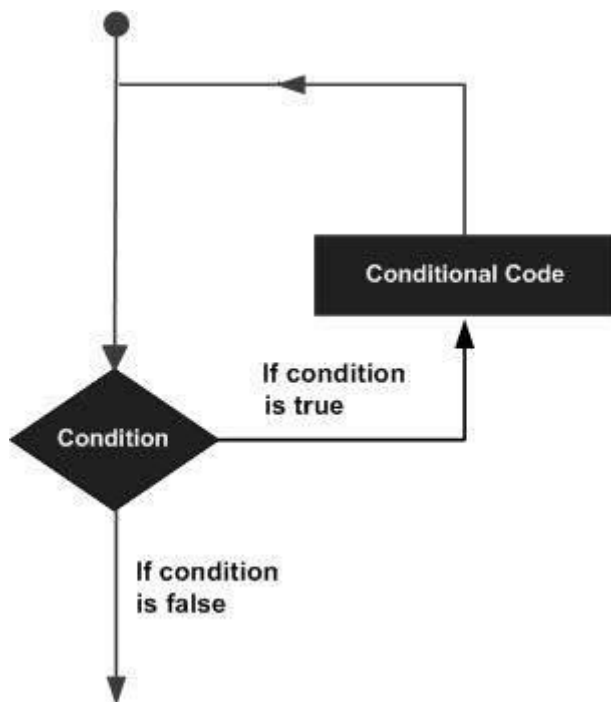 Conditional Code
If condition
is true
Condition
If condition
is false